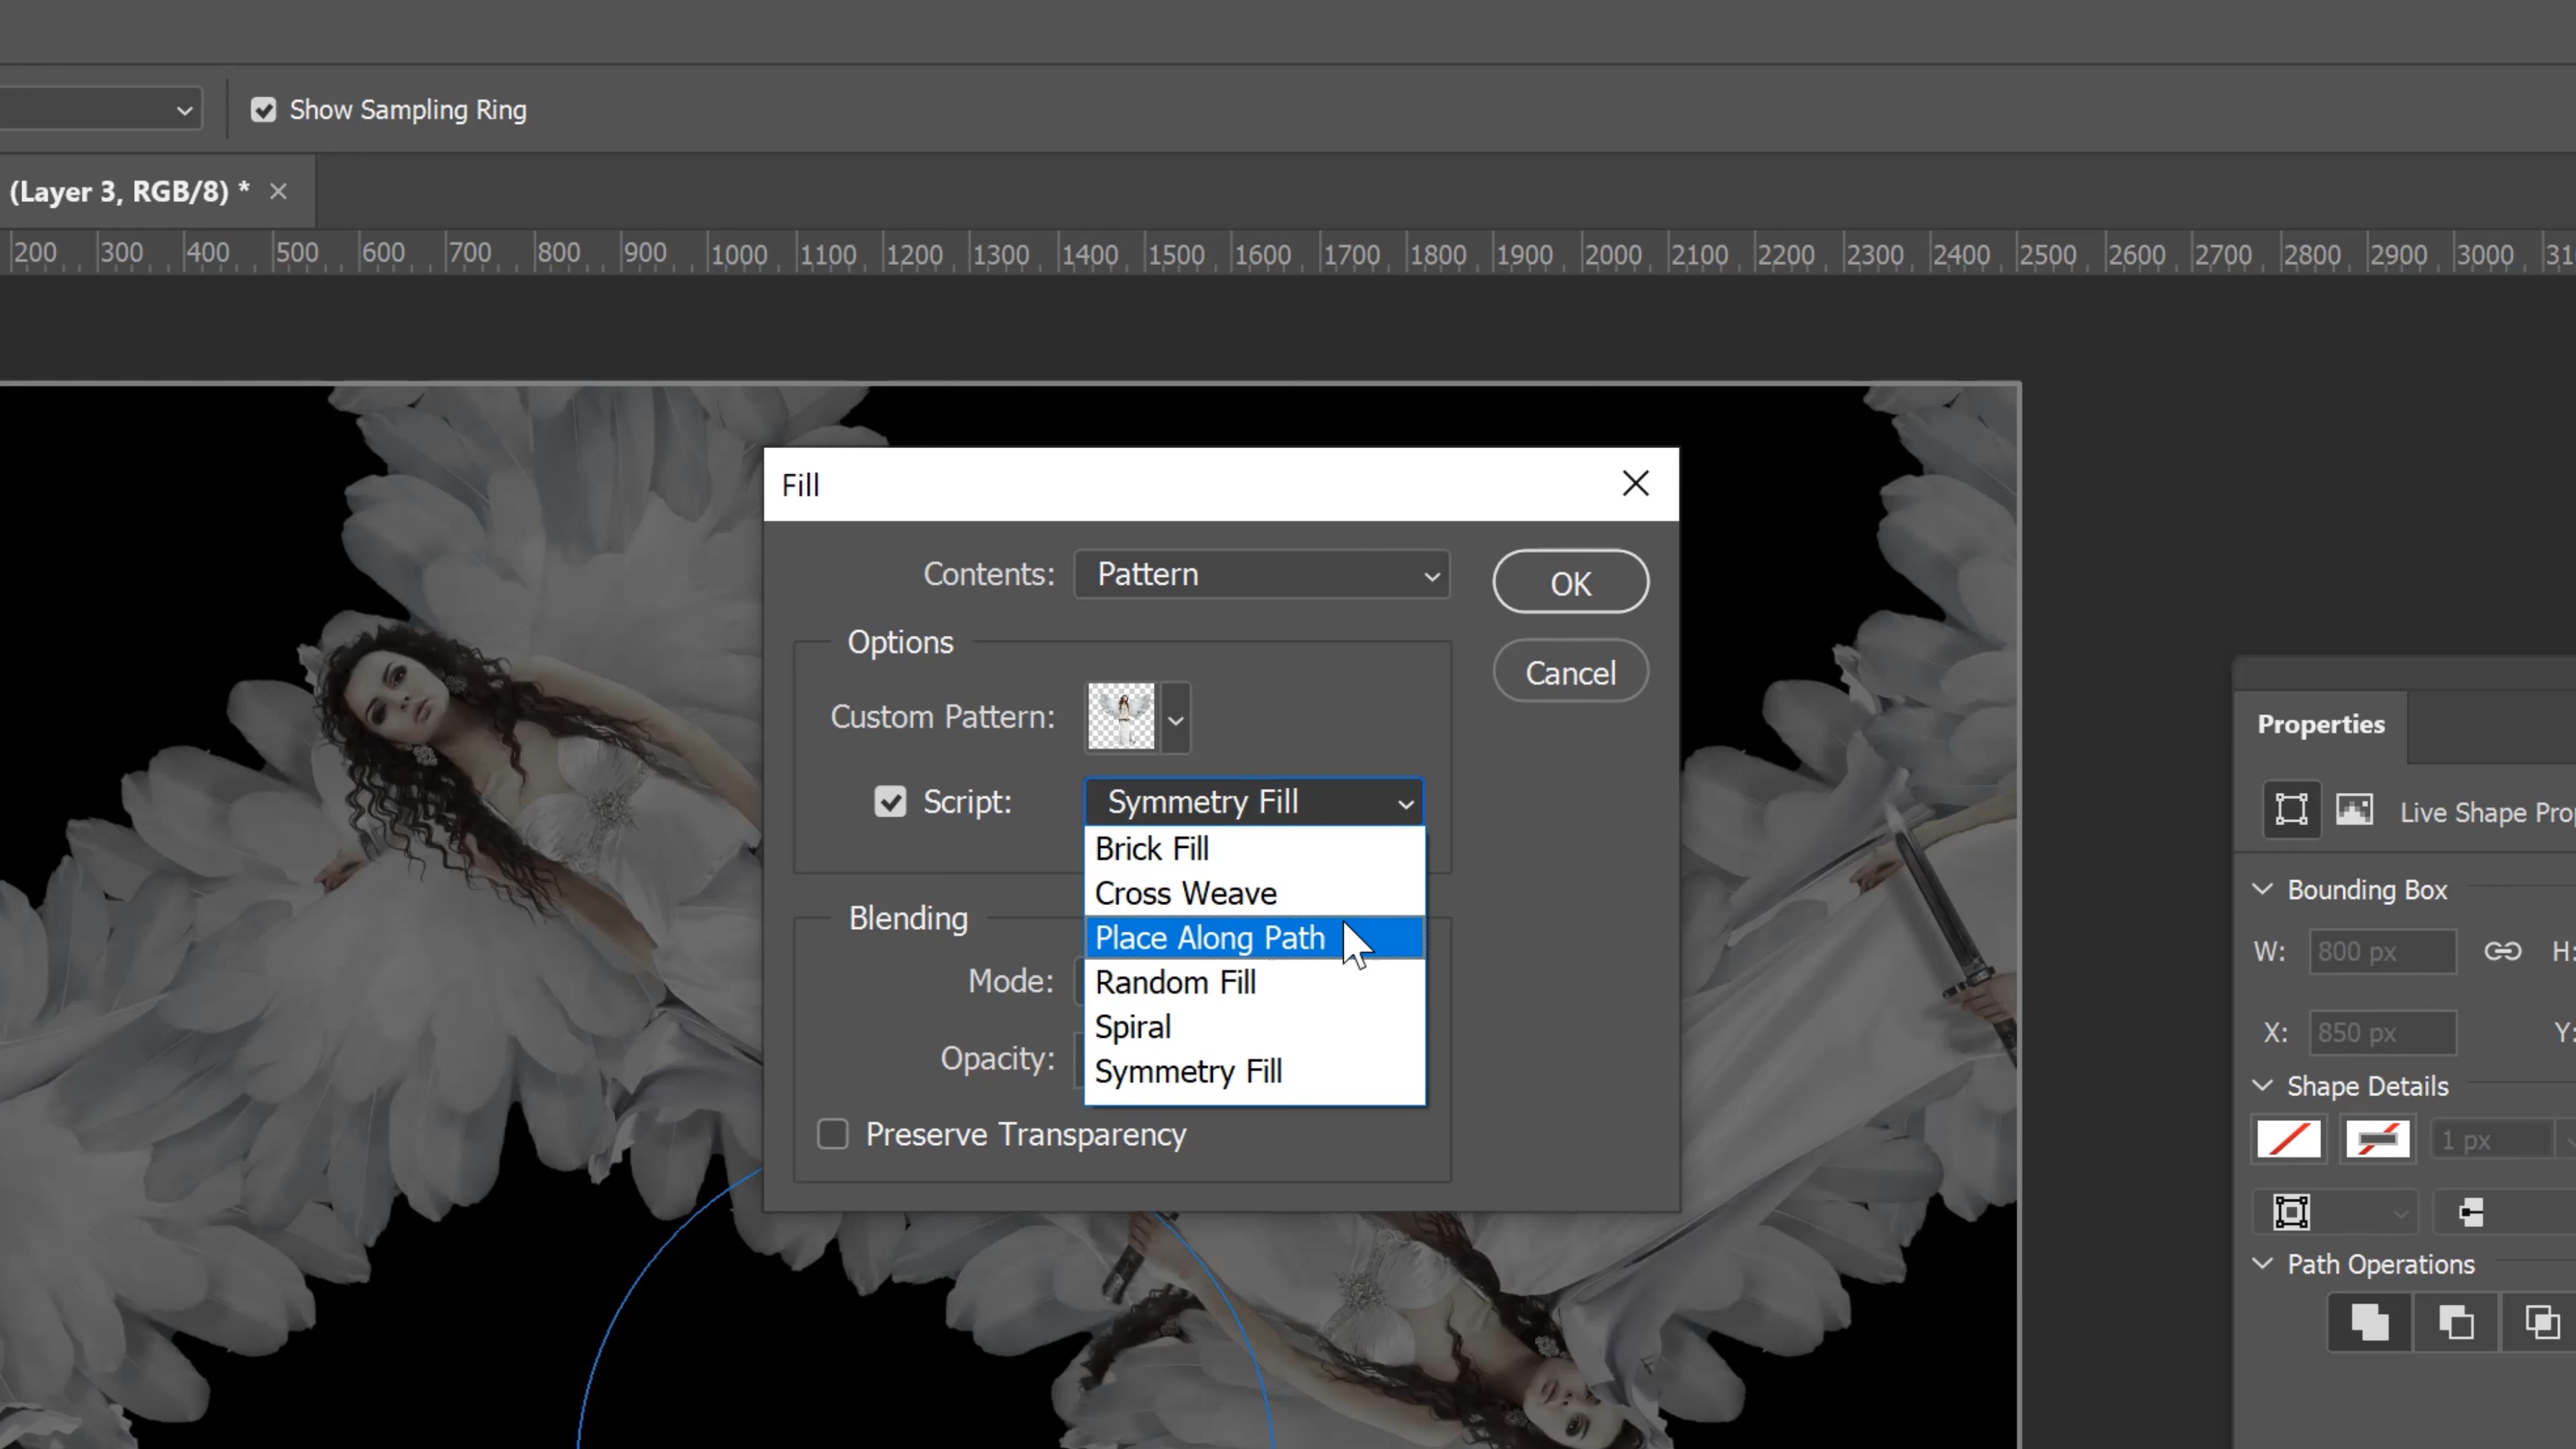 Show Sampling Ring
(Layer 3, RGB/8) *
200 300 400 500 600 700 800 900 1000 1100 1200 1300 1400 1500 1600 1700 1800 1900 2000 2100 2200 2300 2400 2500 2600 2700 2800 2900 3000 31
Fill
Contents: Pattern
OK
Options
Cancel
Custom Pattern:
Script: Symmetry Fill
Brick Fill
Cross Weave
Place Along Path
Random Fill
Spiral
Symmetry Fill
Blending
Mode:
Opacity:
Preserve Transparency
Properties
Live Shape Prop
Bounding Box
W: 800 px H:
X: 850 px Y:
Shape Details
1 px
Path Operations